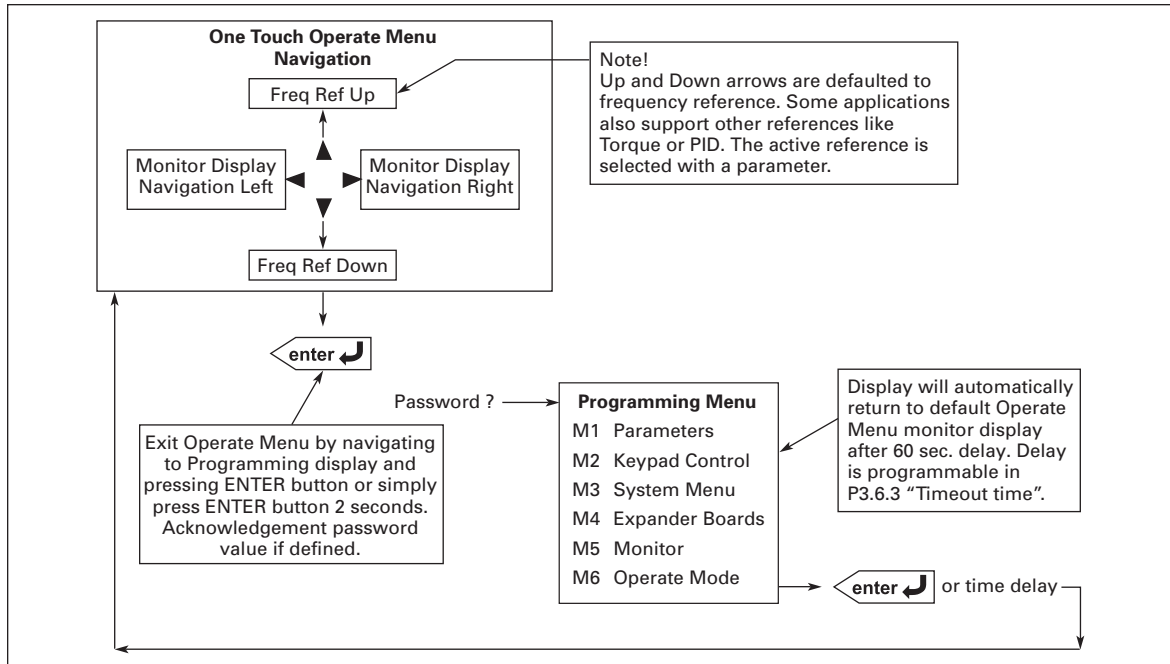 One Touch Operate Menu
Navigation
Freq Ref Up
Monitor Display
Navigation Left
Monitor Display
Navigation Right
Freq Ref Down
Note!
Up and Down arrows are defaulted to
frequency reference. Some applications
also support other references like
Torque or PID. The active reference is
selected with a parameter.
enter
Exit Operate Menu by navigating
to Programming display and
pressing ENTER button or simply
press ENTER button 2 seconds.
Acknowledgement password
value if defined.
Password ?
Programming Menu
M1 Parameters
M2 Keypad Control
M3 System Menu
M4 Expander Boards
M5 Monitor
M6 Operate Mode
Display will automatically
return to default Operate
Menu monitor display
after 60 sec. delay. Delay
is programmable in
P3.6.3 “Timeout time”.
enter or time delay